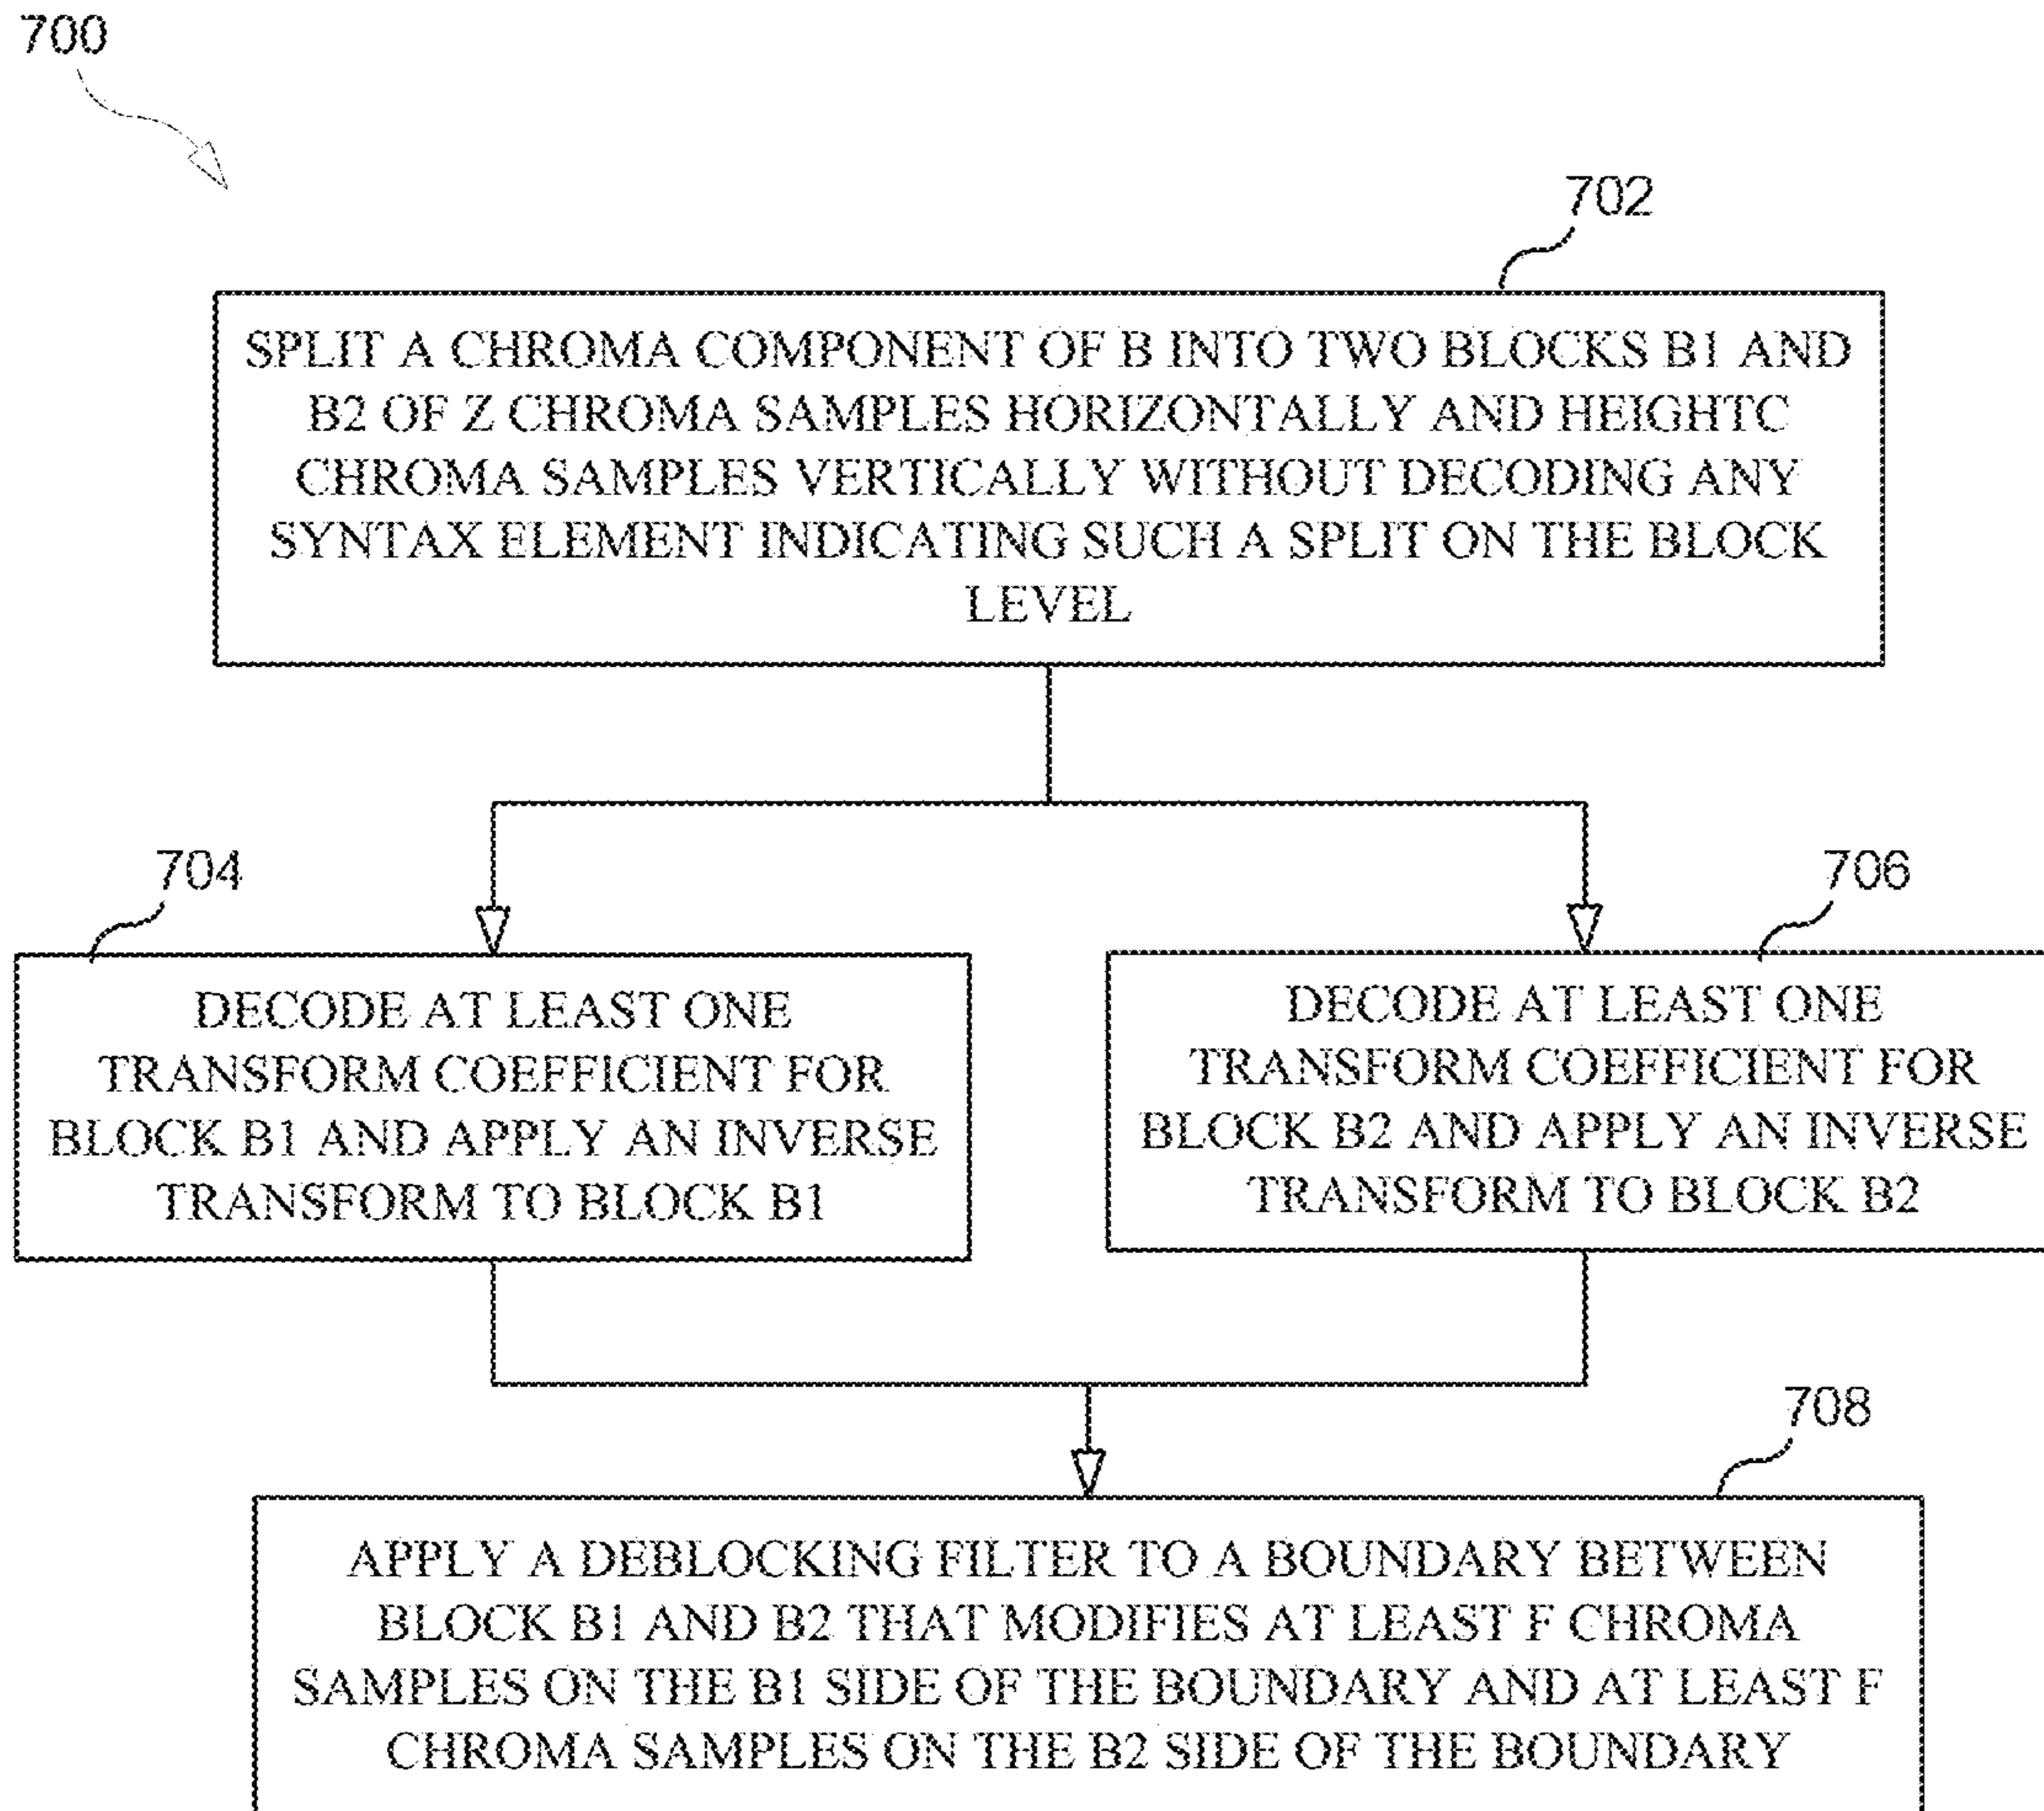 700
702
SPLIT A CHROMA COMPONENT OF B INTO TWO BLOCKS B1 AND
B2 OF Z CHROMA SAMPLES HORIZONTALLY AND HEIGHTC
CHROMA SAMPLES VERTICALLY WITHOUT DECODING ANY
SYNTAX ELEMENT INDICATING SUCH A SPLIT ON THE BLOCK
LEVEL
704
DECODE AT LEAST ONE
TRANSFORM COEFFICIENT FOR
BLOCK B1 AND APPLY AN INVERSE
TRANSFORM TO BLOCK B1
706
DECODE AT LEAST ONE
TRANSFORM COEFFICIENT FOR
BLOCK B2 AND APPLY AN INVERSE
TRANSFORM TO BLOCK B2
708
APPLY A DEBLOCKING FILTER TO A BOUNDARY BETWEEN
BLOCK B1 AND B2 THAT MODIFIES AT LEAST F CHROMA
SAMPLES ON THE B1 SIDE OF THE BOUNDARY AND AT LEAST F
CHROMA SAMPLES ON THE B2 SIDE OF THE BOUNDARY